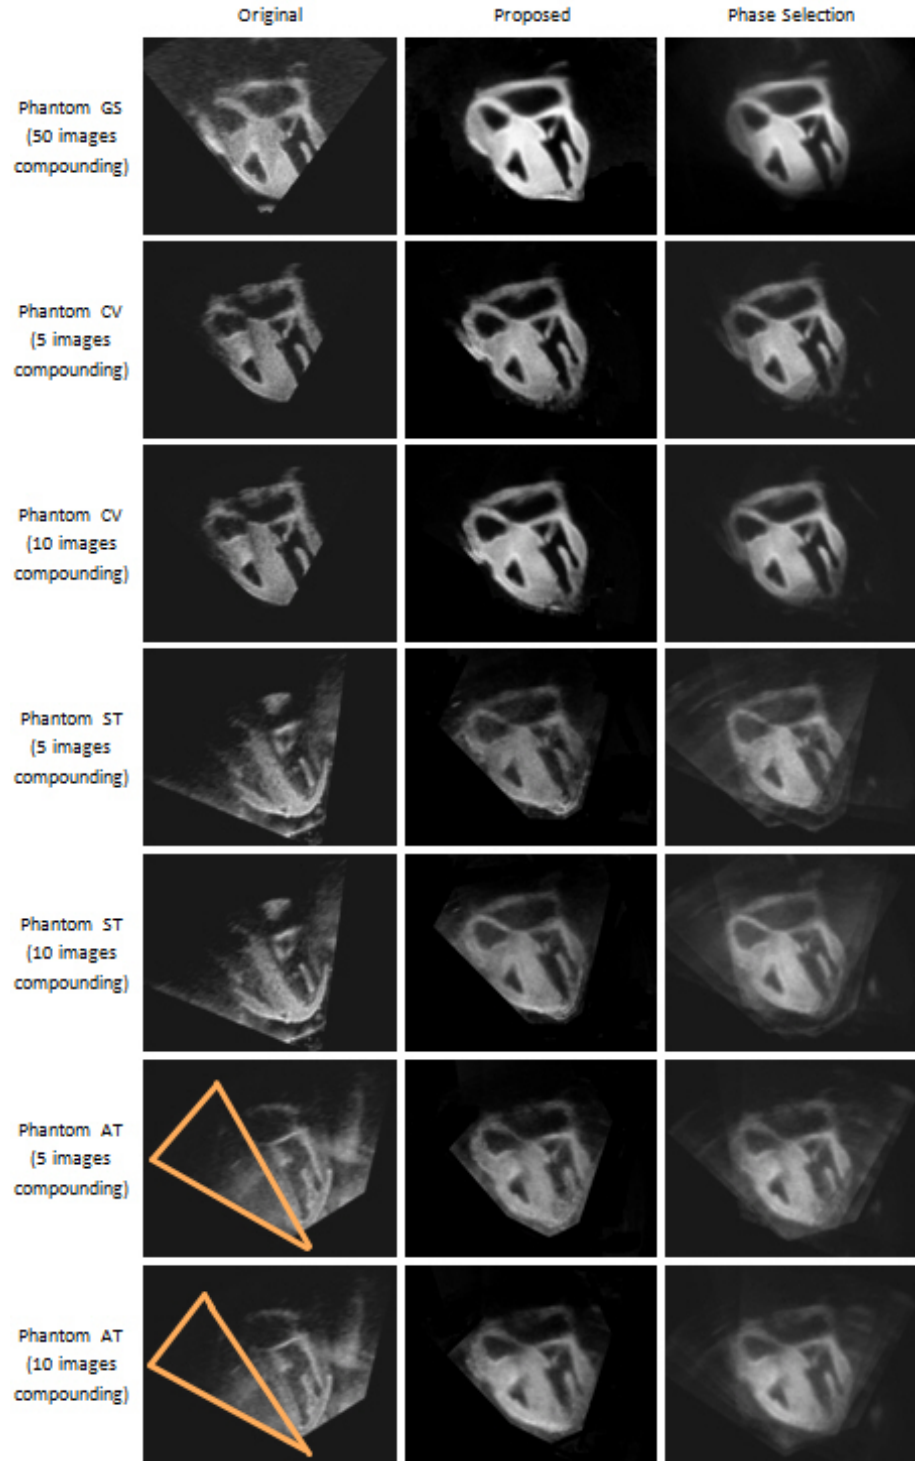 Original Proposed Phase Selection
Phantom GS
(50 images
compounding)
Phantom CV
(5 images
compounding)
Phantom CV
(10 images
compounding)
Phantom ST
(5 images
compounding)
Phantom ST
(10 images
compounding)
Phantom AT
(5 images
compounding)
Phantom AT
(10 images
compounding)